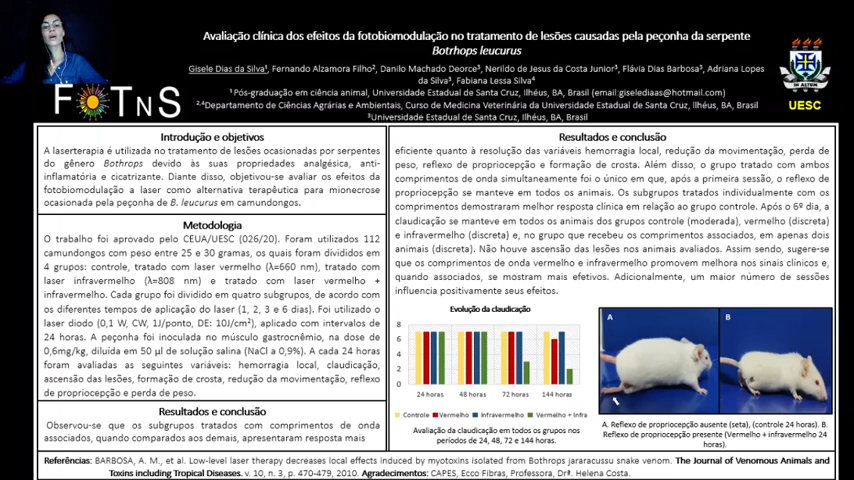 Avaliação clínica dos efeitos da fotobiomodulação no tratamento de lesões causadas pela peçonha da serpente
Botrhops leucurus
Gisele Dias da Silva¹, Fernando Alzamora Filho², Danilo Machado Deorce³, Nerildo de Jesus da Costa Junior³, Flávia Dias Barbosa³, Adriana Lopes
da Silva³, Fabiana Lessa Silva⁴
¹Pós-graduação em ciência animal, Universidade Estadual de Santa Cruz, Ilhéus, BA, Brasil (email:giselediaas@hotmail.com)
²,⁴Departamento de Ciências Agrárias e Ambientais, Curso de Medicina Veterinária da Universidade Estadual de Santa Cruz, Ilhéus, BA, Brasil
³Universidade Estadual de Santa Cruz, Ilhéus, BA, Brasil
FOTNS
UESC
Introdução e objetivos
A laserterapia é utilizada no tratamento de lesões ocasionadas por serpentes
do gênero Bothrops devido às suas propriedades analgésica, anti-
inflamatória e cicatrizante. Diante disso, objetivou-se avaliar os efeitos da
fotobiomodulação a laser como alternativa terapêutica para mionecrose
ocasionada pela peçonha de B. leucurus em camundongos.
Metodologia
O trabalho foi aprovado pelo CEUA/UESC (026/20). Foram utilizados 112
camundongos com peso entre 25 e 30 gramas, os quais foram divididos em
4 grupos: controle, tratado com laser vermelho (λ=660 nm), tratado com
laser infravermelho (λ=808 nm) e tratado com laser vermelho +
infravermelho. Cada grupo foi dividido em quatro subgrupos, de acordo com
os diferentes tempos de aplicação do laser (1, 2, 3 e 6 dias). Foi utilizado o
laser diodo (0,1 W, CW, 1J/ponto, DE: 10J/cm²), aplicado com intervalos de
24 horas. A peçonha foi inoculada no músculo gastrocnêmio, na dose de
0,6mg/kg, diluída em 50 µl de solução salina (NaCl a 0,9%). A cada 24 horas
foram avaliadas as seguintes variáveis: hemorragia local, claudicação,
ascensão das lesões, formação de crosta, redução da movimentação, reflexo
de propriocepção e perda de peso.
Resultados e conclusão
Observou-se que os subgrupos tratados com comprimentos de onda
associados, quando comparados aos demais, apresentaram resposta mais
Resultados e conclusão
eficiente quanto à resolução das variáveis hemorragia local, redução da movimentação, perda de
peso, reflexo de propriocepção e formação de crosta. Além disso, o grupo tratado com ambos
comprimentos de onda simultaneamente foi o único em que, após a primeira sessão, o reflexo de
propriocepção se manteve em todos os animais. Os subgrupos tratados individualmente com os
comprimentos demostraram melhor resposta clínica em relação ao grupo controle. Após o 6º dia, a
claudicação se manteve em todos os animais dos grupos controle (moderada), vermelho (discreta)
e infravermelho (discreta) e, no grupo que recebeu os comprimentos associados, em apenas dois
animais (discreta). Não houve ascensão das lesões nos animais avaliados. Assim sendo, sugere-se
que os comprimentos de onda vermelho e infravermelho promovem melhora nos sinais clínicos e,
quando associados, se mostram mais efetivos. Adicionalmente, um maior número de sessões
influencia positivamente seus efeitos.
Evolução da claudicação
8
6
4
2
0
24 horas 48 horas 72 horas 144 horas
Controle Vermelho Infravermelho Vermelho + Infra
Avaliação da claudicação em todos os grupos nos
períodos de 24, 48, 72 e 144 horas.
A B
A. Reflexo de propriocepção ausente (seta), (controle 24 horas). B.
Reflexo de propriocepção presente (Vermelho + infravermelho 24
horas).
Referências: BARBOSA, A. M., et al. Low-level laser therapy decreases local effects induced by myotoxins isolated from Bothrops jararacussu snake venom. The Journal of Venomous Animals and
Toxins including Tropical Diseases. v. 10, n. 3, p. 470-479, 2010. Agradecimentos: CAPES, Ecco Fibras, Professora, Drª. Helena Costa.